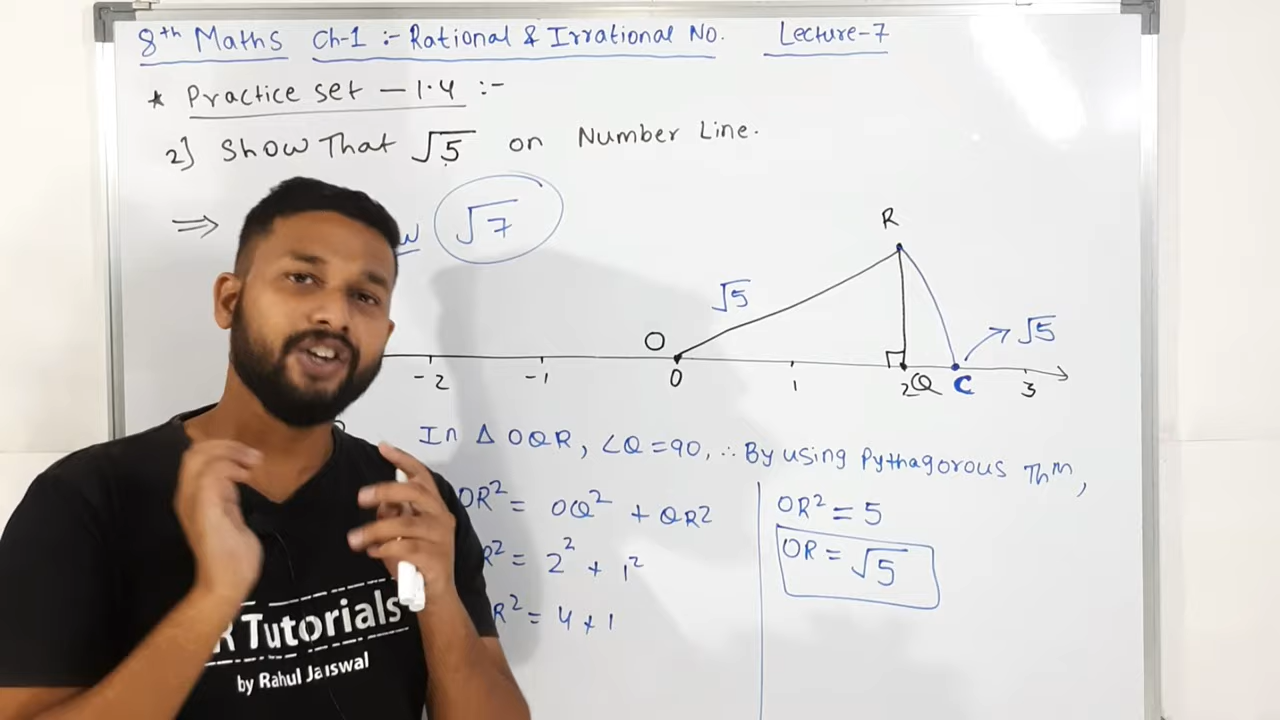 8th Maths Ch-1 :- Rational & Irrational No. Lecture-7
* Practice set — 1.4 :-
2] Show That √5 on Number Line.
⇒ √7
R
√5
O
√5
-2 -1 0 1 2 Q C 3
In Δ OQR, ∠Q = 90, ∴ By using Pythagorous Thm,
OR² = OQ² + QR2
R² = 2² + 1²
R² = 4 + 1
OR² = 5
OR = √5
R Tutorials
by Rahul Jaiswal